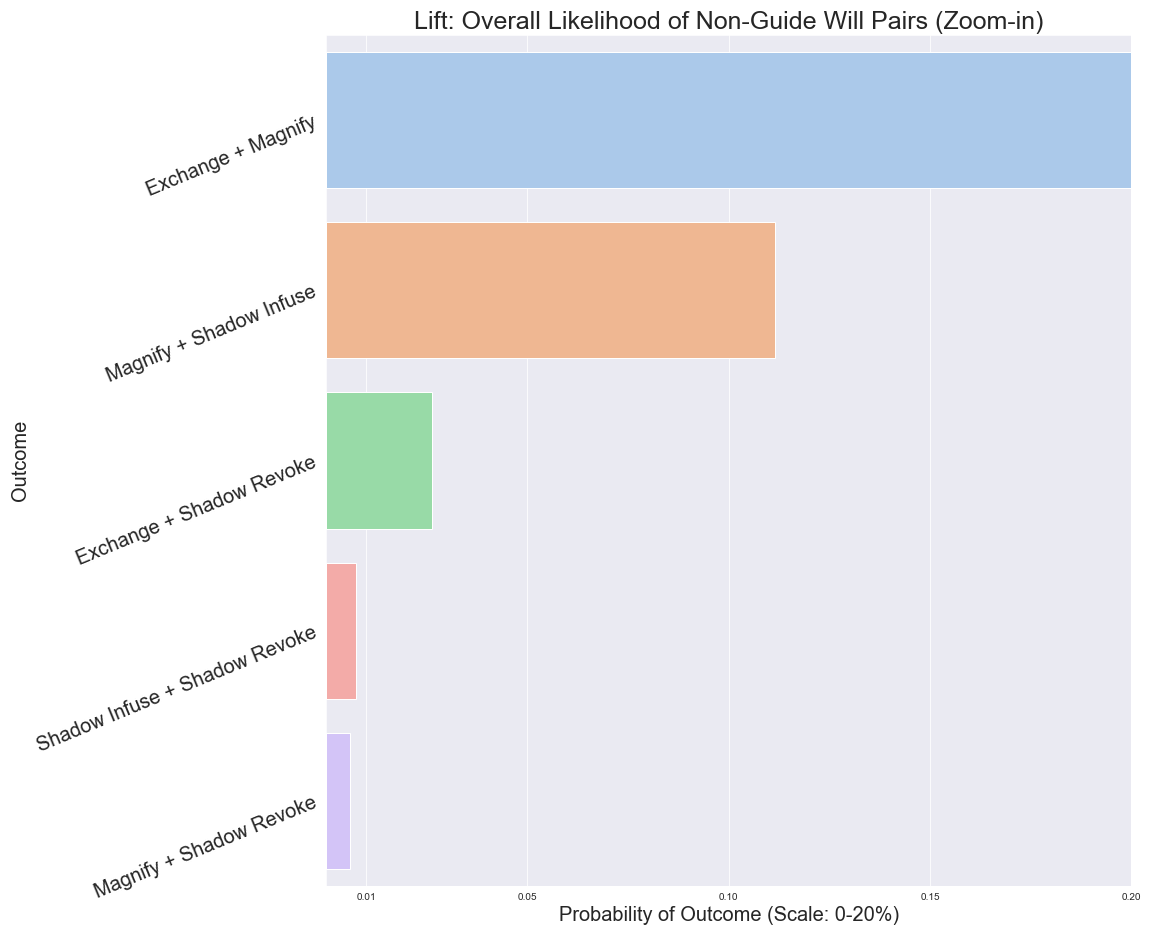 Lift: Overall Likelihood of Non-Guide Will Pairs (Zoom-in)
Exchange + Magnify
Magnify + Shadow Infuse
Exchange + Shadow Revoke
Shadow Infuse + Shadow Revoke
Magnify + Shadow Revoke
Outcome
0.01 0.05 0.10 0.15 0.20
Probability of Outcome (Scale: 0-20%)